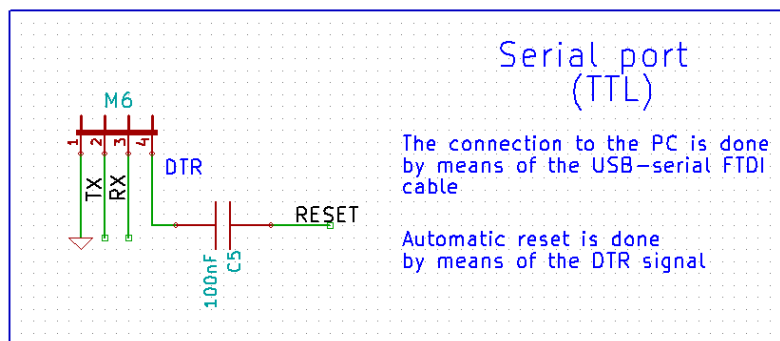 Serial port
(TTL)
M6
1
2
3
4
DTR
TX
RX
The connection to the PC is done
by means of the USB-serial FTDI
cable
RESET
100nF
C5
Automatic reset is done
by means of the DTR signal